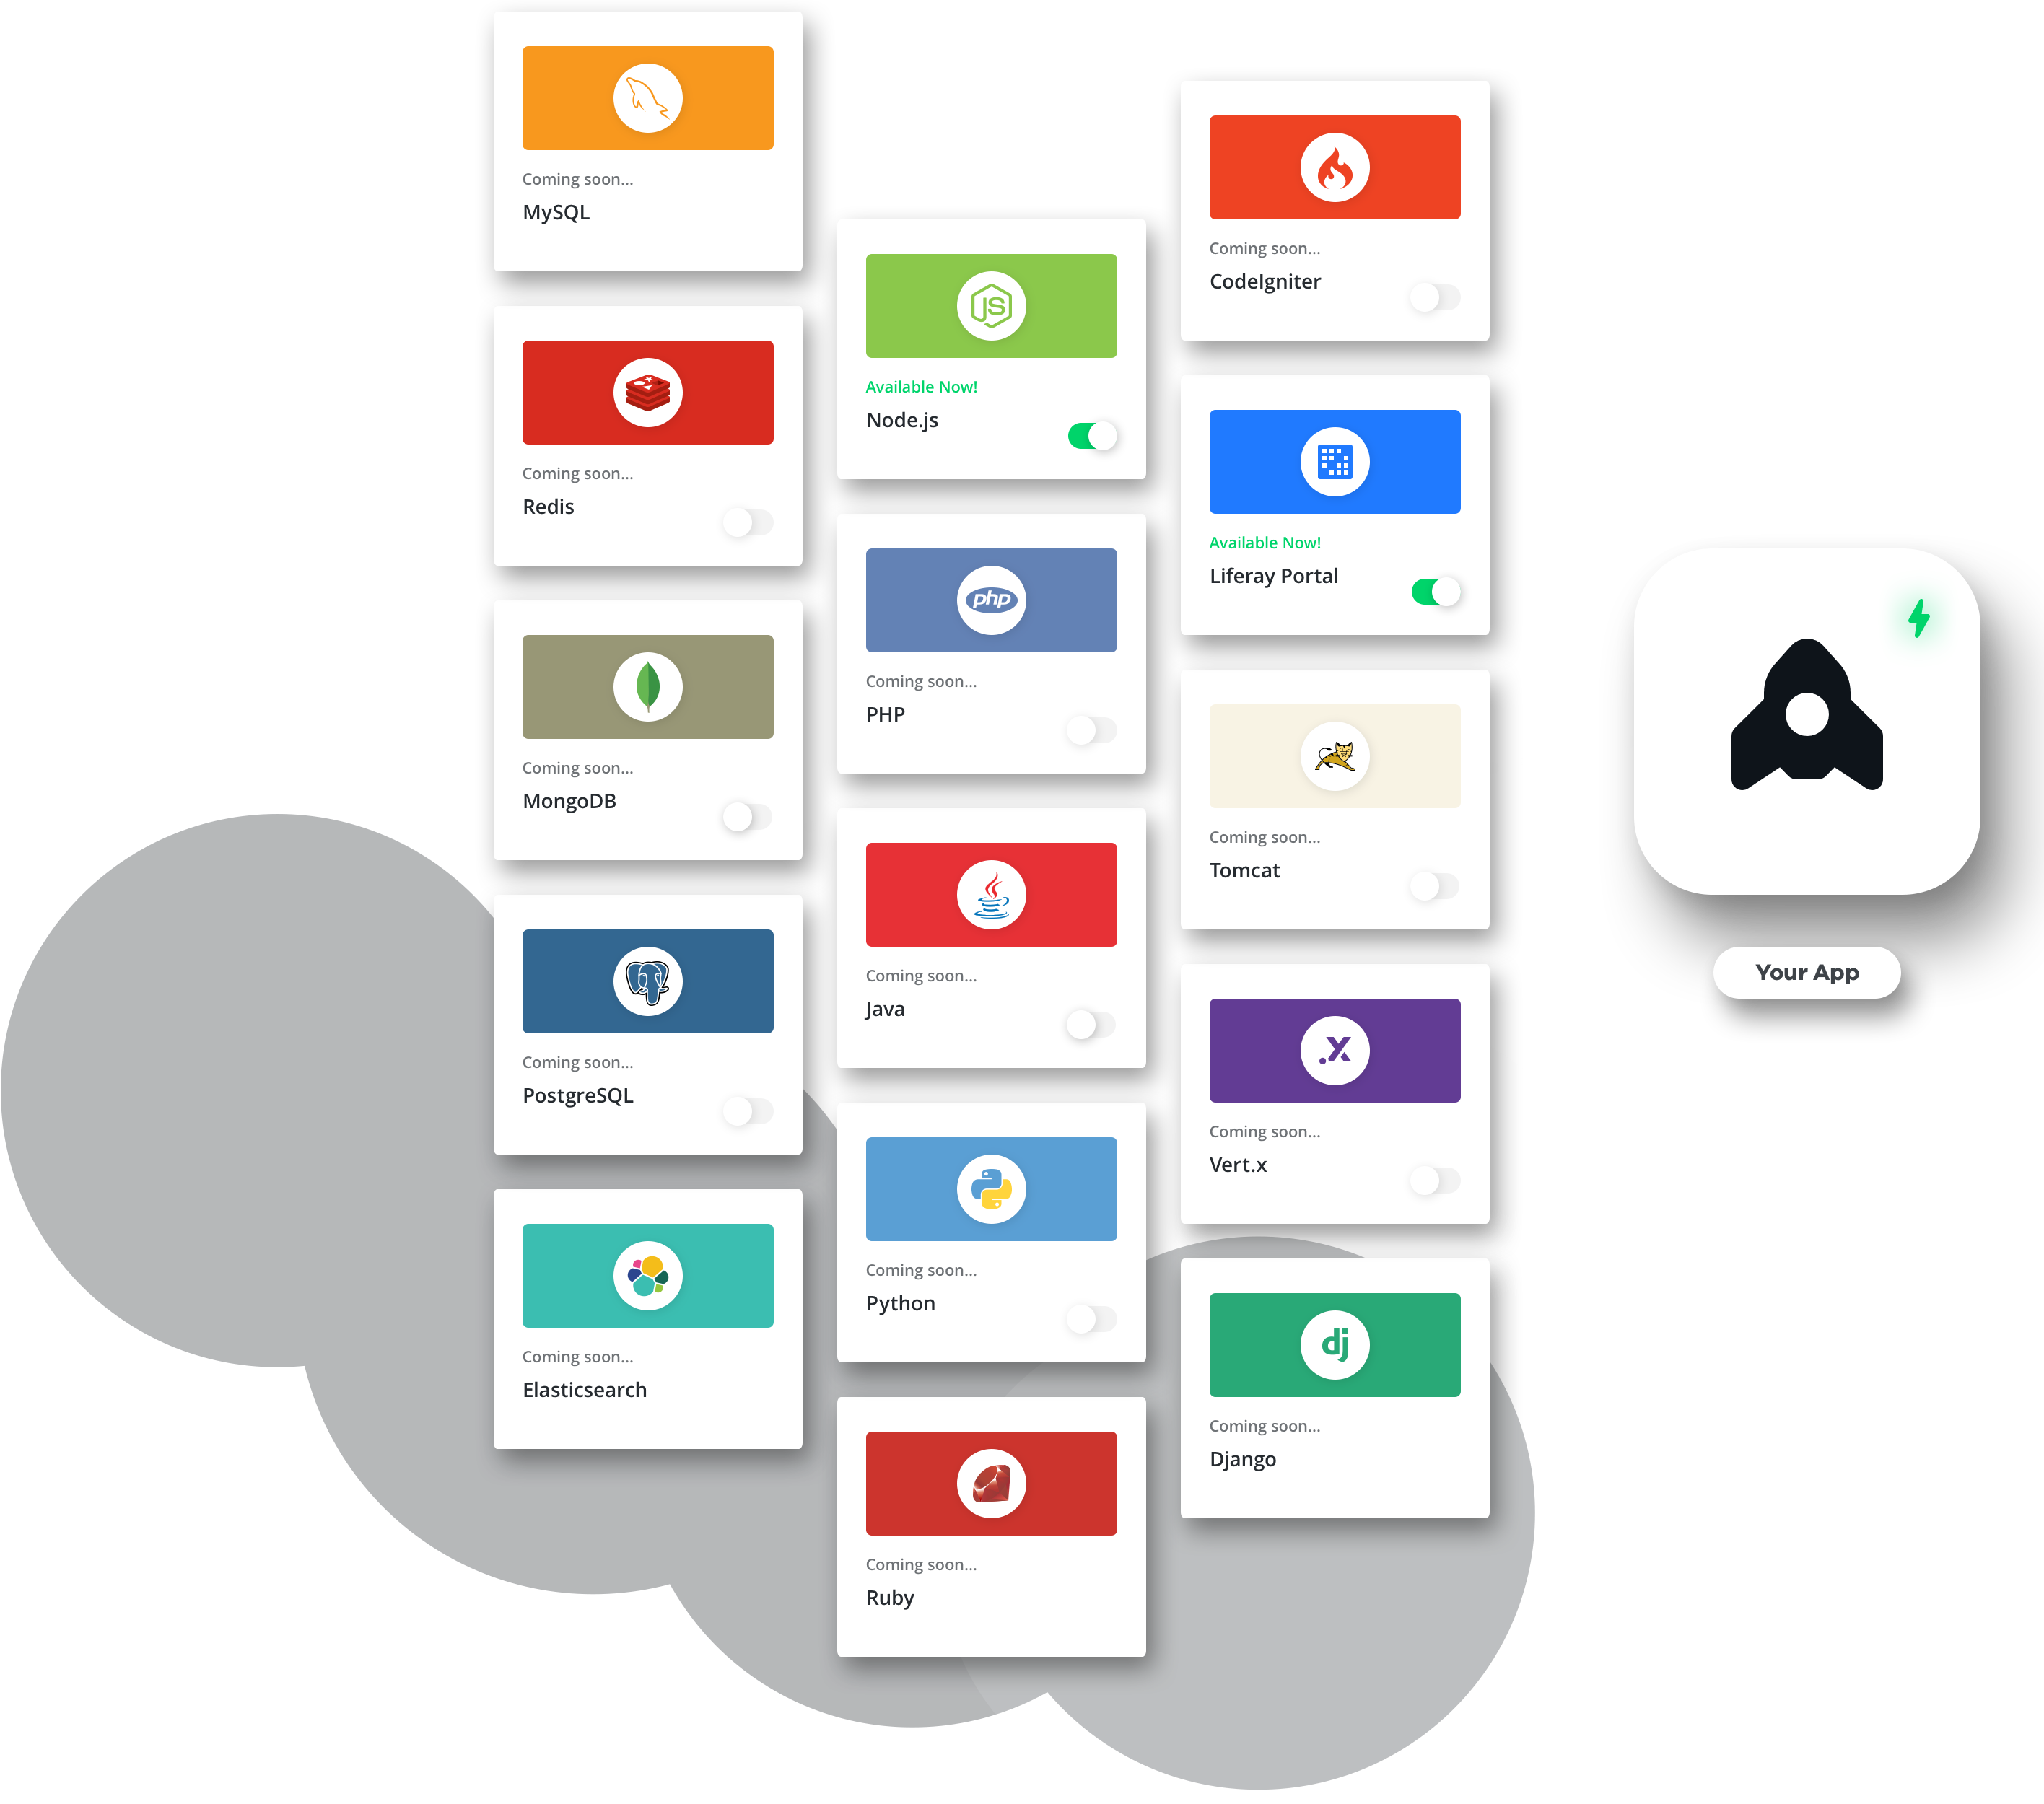 Coming soon...
MySQL
Coming soon...
Redis
Coming soon...
MongoDB
Coming soon...
PostgreSQL
Coming soon...
Elasticsearch
JS
Available Now!
Node.js
php
Coming soon...
PHP
Coming soon...
Java
Coming soon...
Python
Coming soon...
Ruby
Coming soon...
CodeIgniter
Available Now!
Liferay Portal
Coming soon...
Tomcat
.x
Coming soon...
Vert.x
dj
Coming soon...
Django
Your App